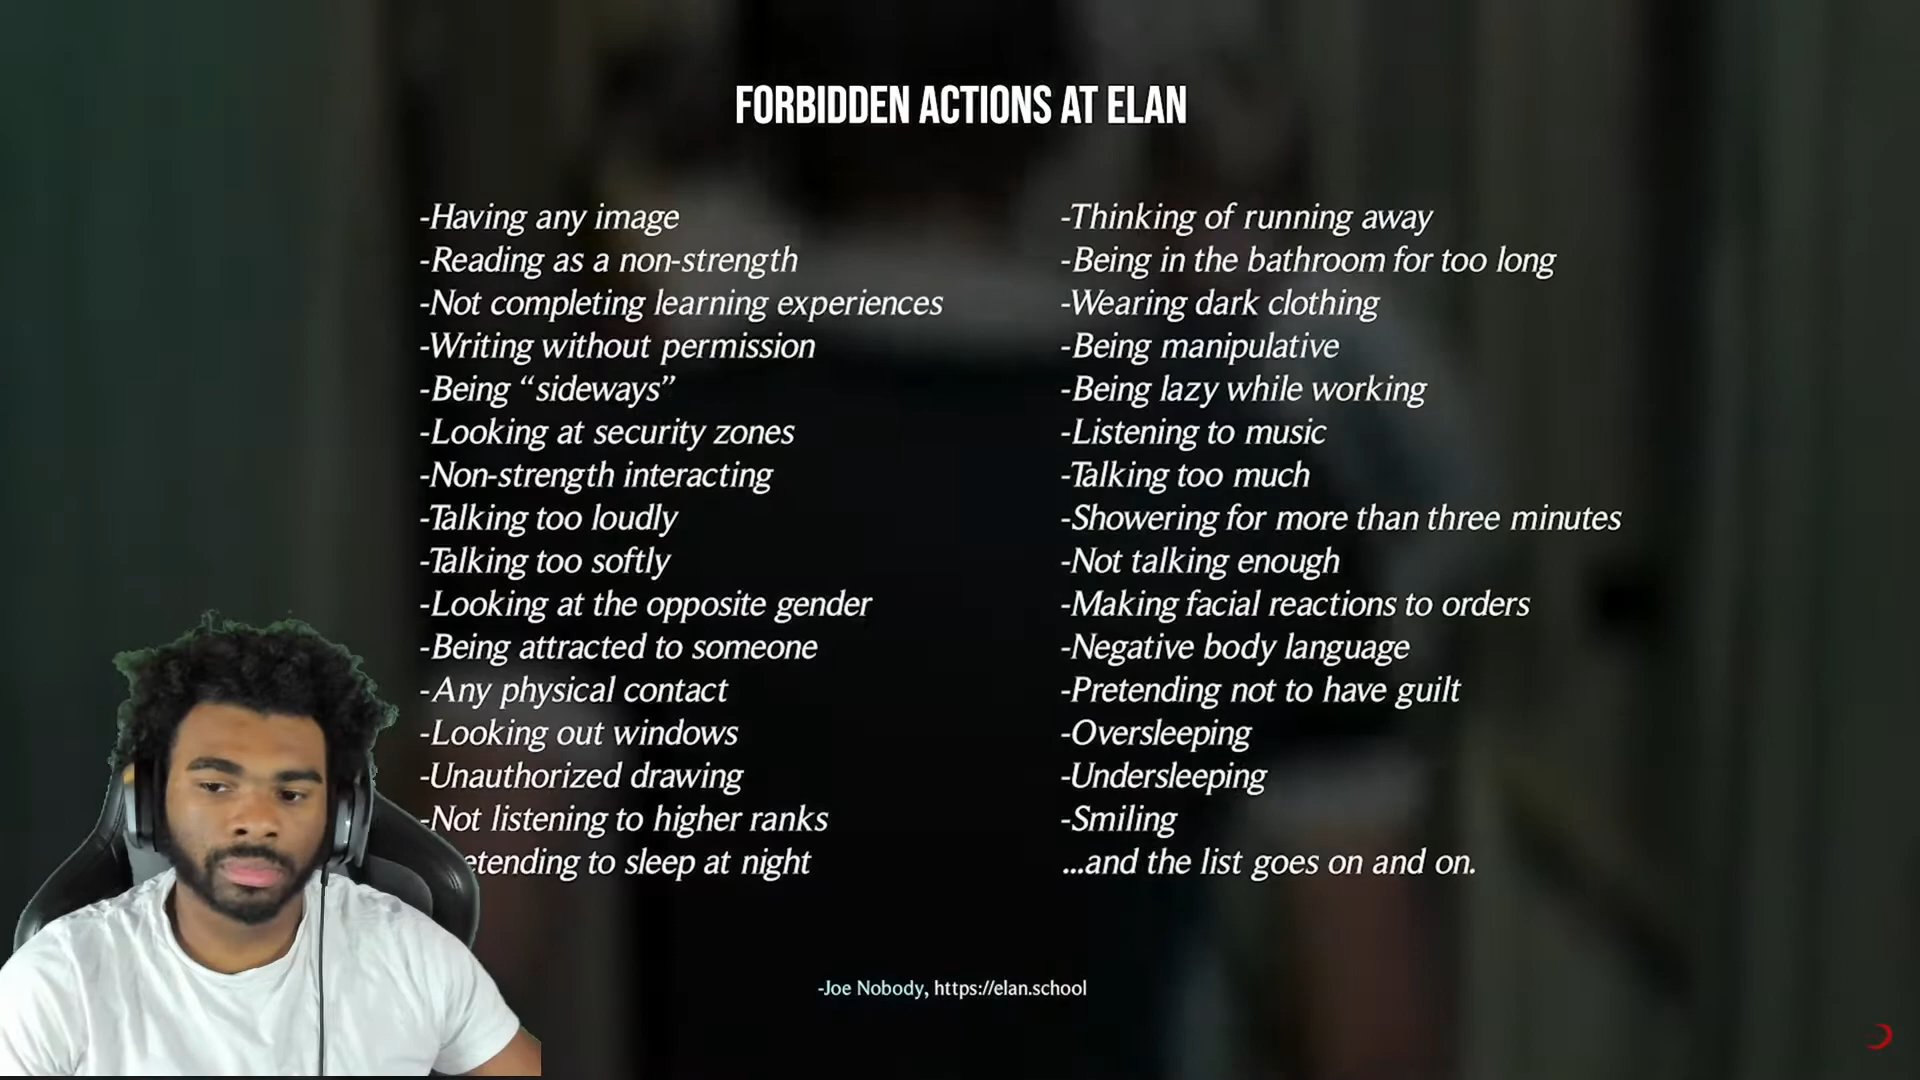 FORBIDDEN ACTIONS AT ELAN
-Having any image
-Reading as a non-strength
-Not completing learning experiences
-Writing without permission
-Being “sideways”
-Looking at security zones
-Non-strength interacting
-Talking too loudly
-Talking too softly
-Looking at the opposite gender
-Being attracted to someone
-Any physical contact
-Looking out windows
-Unauthorized drawing
-Not listening to higher ranks
etending to sleep at night
-Thinking of running away
-Being in the bathroom for too long
-Wearing dark clothing
-Being manipulative
-Being lazy while working
-Listening to music
-Talking too much
-Showering for more than three minutes
-Not talking enough
-Making facial reactions to orders
-Negative body language
-Pretending not to have guilt
-Oversleeping
-Undersleeping
-Smiling
...and the list goes on and on.
-Joe Nobody, https://elan.school